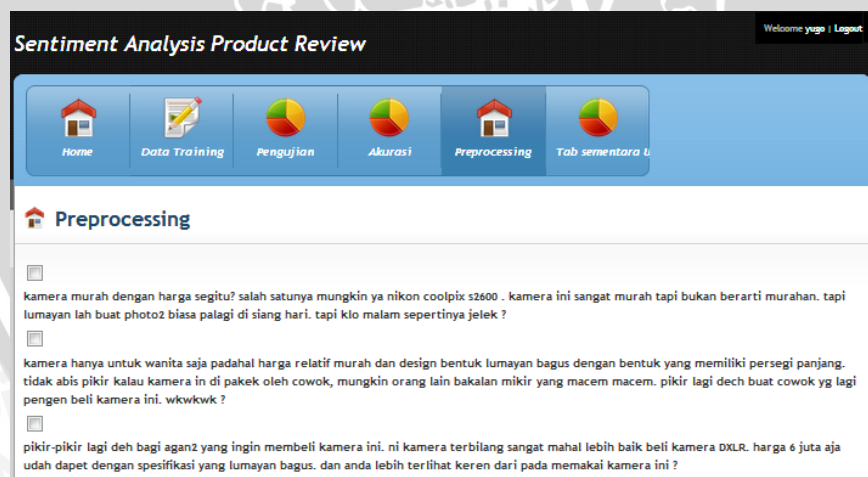 Welcome yugo | Logout
Sentiment Analysis Product Review
Home Data Training Pengujian Akurasi Preprocessing Tab sementara U
Preprocessing
kamera murah dengan harga segitu? salah satunya mungkin ya nikon coolpix s2600 . kamera ini sangat murah tapi bukan berarti murahan. tapi
lumayan lah buat photo2 biasa palagi di siang hari. tapi klo malam sepertinya jelek ?
kamera hanya untuk wanita saja padahal harga relatif murah dan design bentuk lumayan bagus dengan bentuk yang memiliki persegi panjang.
tidak abis pikir kalau kamera in di pakek oleh cowok, mungkin orang lain bakalan mikir yang macem macem. pikir lagi dech buat cowok yg lagi
pengen beli kamera ini. wkwkwk ?
pikir-pikir lagi deh bagi agan2 yang ingin membeli kamera ini. ni kamera terbilang sangat mahal lebih baik beli kamera DXLR. harga 6 juta aja
udah dapet dengan spesifikasi yang lumayan bagus. dan anda lebih terlihat keren dari pada memakai kamera ini ?